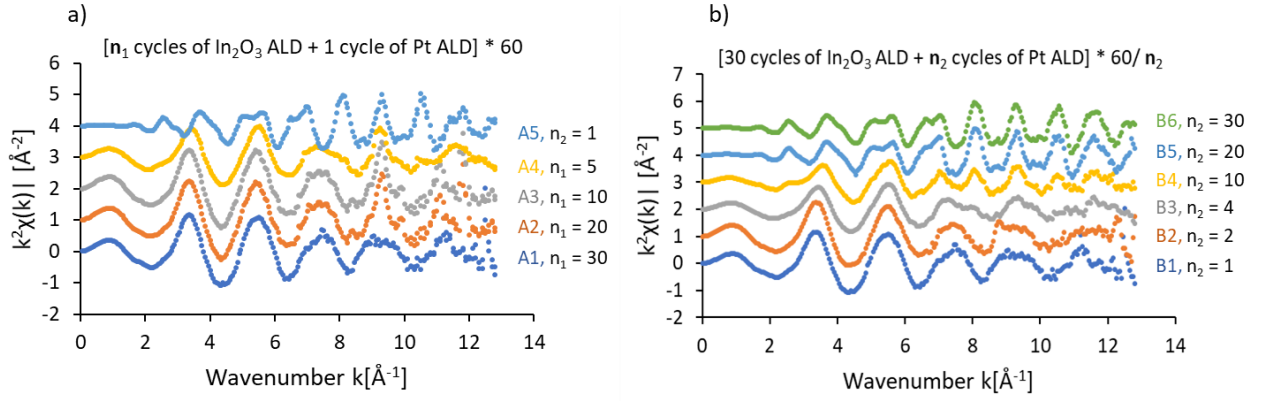 a)
[n₁ cycles of In₂O₃ ALD + 1 cycle of Pt ALD] * 60
k²χ(k)| [Å⁻²]
6
5
4
3
2
1
0
-1
-2
0 2 4 6 8 10 12 14
Wavenumber k[Å⁻¹]
A5, n₂ = 1
A4, n₁ = 5
A3, n₁ = 10
A2, n₁ = 20
A1, n₁ = 30
b)
[30 cycles of In₂O₃ ALD + n₂ cycles of Pt ALD] * 60/ n₂
k²χ(k)| [Å⁻²]
7
6
5
4
3
2
1
0
-1
-2
0 2 4 6 8 10 12 14
Wavenumber k[Å⁻¹]
B6, n₂ = 30
B5, n₂ = 20
B4, n₂ = 10
B3, n₂ = 4
B2, n₂ = 2
B1, n₂ = 1